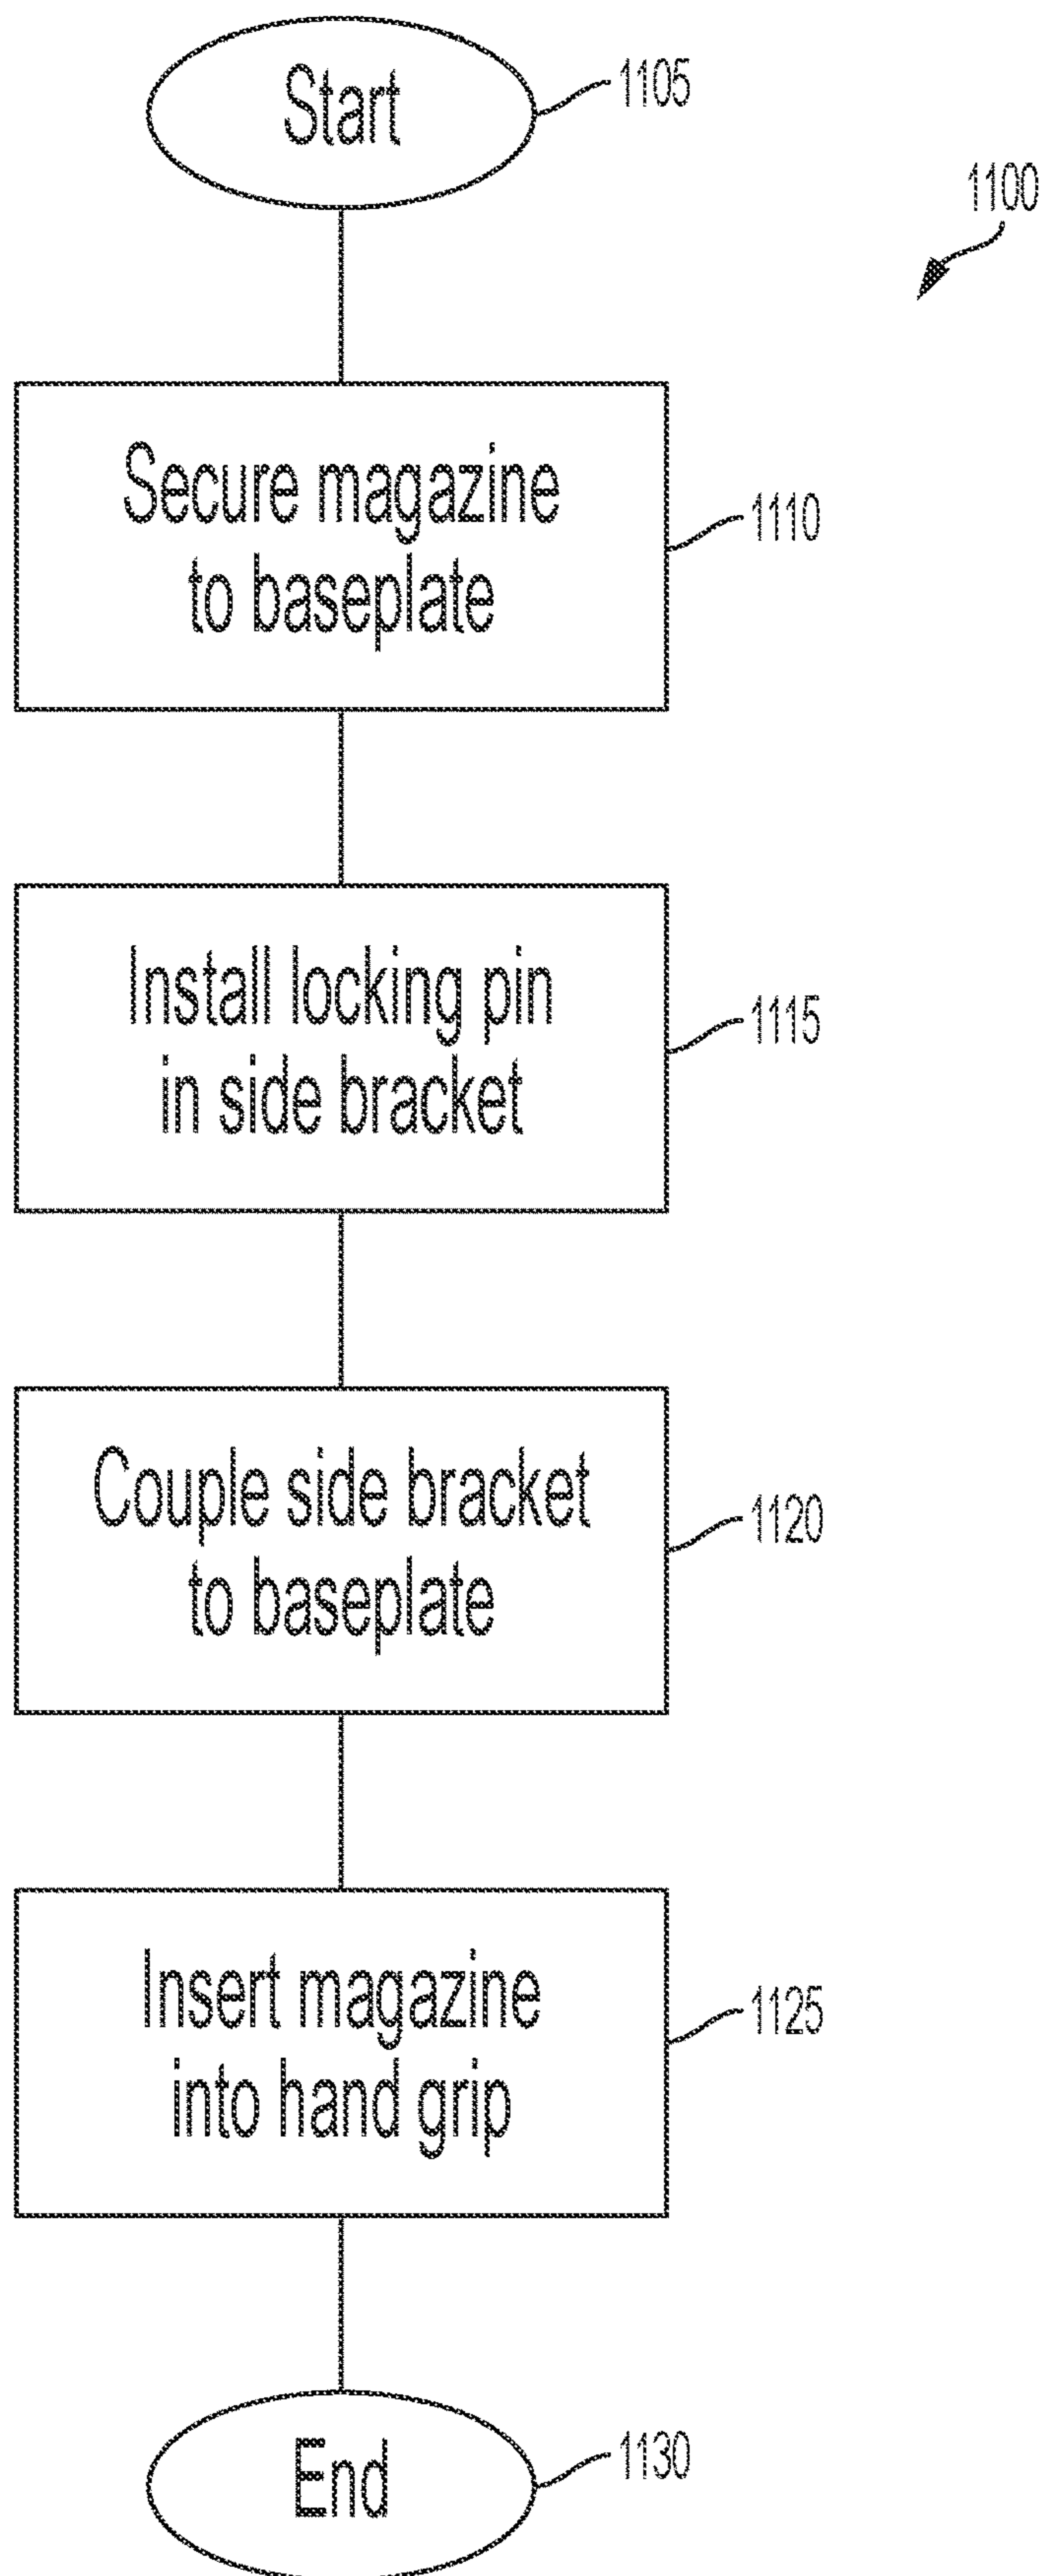 Start
1105
1100
Secure magazine
to baseplate
1110
Install locking pin
in side bracket
1115
Couple side bracket
to baseplate
1120
Insert magazine
into hand grip
1125
End
1130